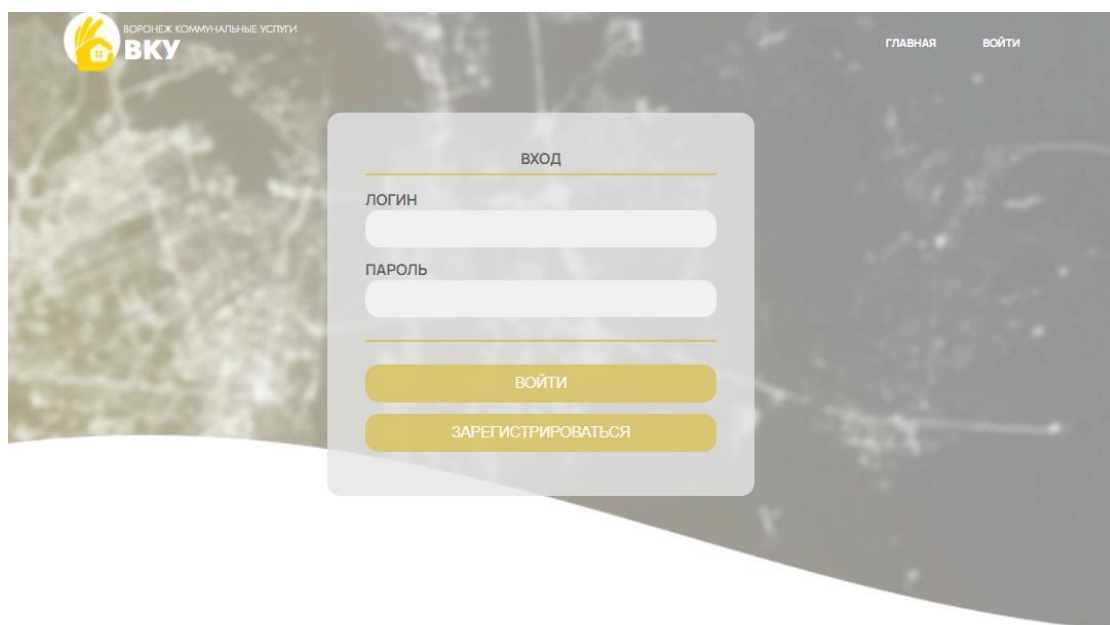 ВОРОНЕЖ КОММУНАЛЬНЫЕ УСЛУГИ
ВКУ
ГЛАВНАЯ
ВОЙТИ
ВХОД
ЛОГИН
ПАРОЛЬ
ВОЙТИ
ЗАРЕГИСТРИРОВАТЬСЯ